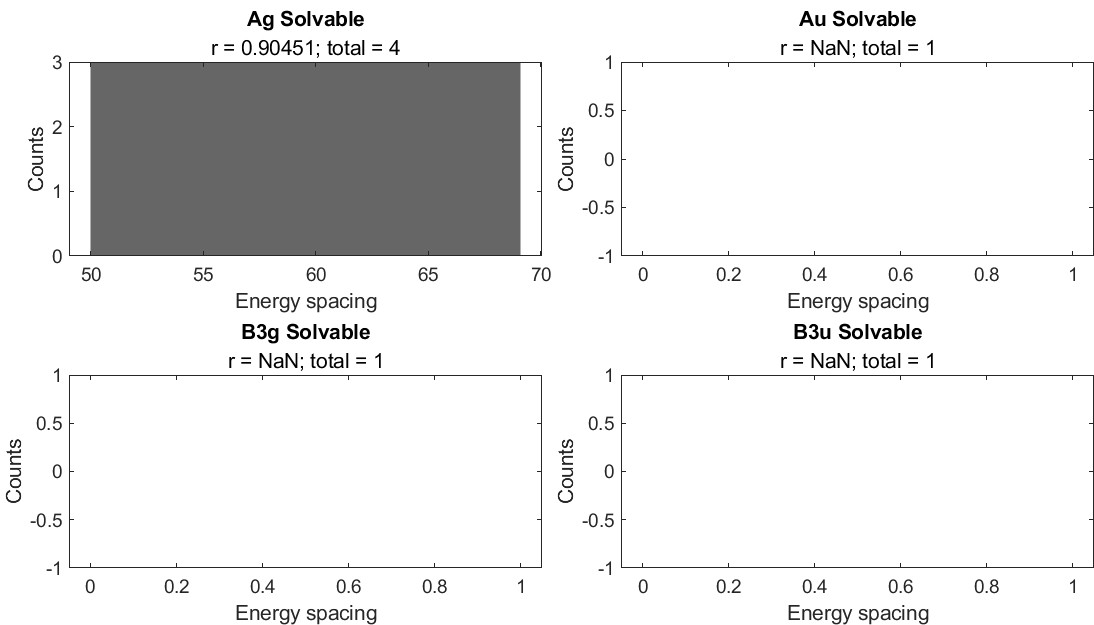 Ag Solvable
r = 0.90451; total = 4
3
2
1
0
Counts
50 55 60 65 70
Energy spacing
Au Solvable
r = NaN; total = 1
1
0.5
0
-0.5
-1
Counts
0 0.2 0.4 0.6 0.8 1
Energy spacing
B3g Solvable
r = NaN; total = 1
1
0.5
0
-0.5
-1
Counts
0 0.2 0.4 0.6 0.8 1
Energy spacing
B3u Solvable
r = NaN; total = 1
1
0.5
0
-0.5
-1
Counts
0 0.2 0.4 0.6 0.8 1
Energy spacing